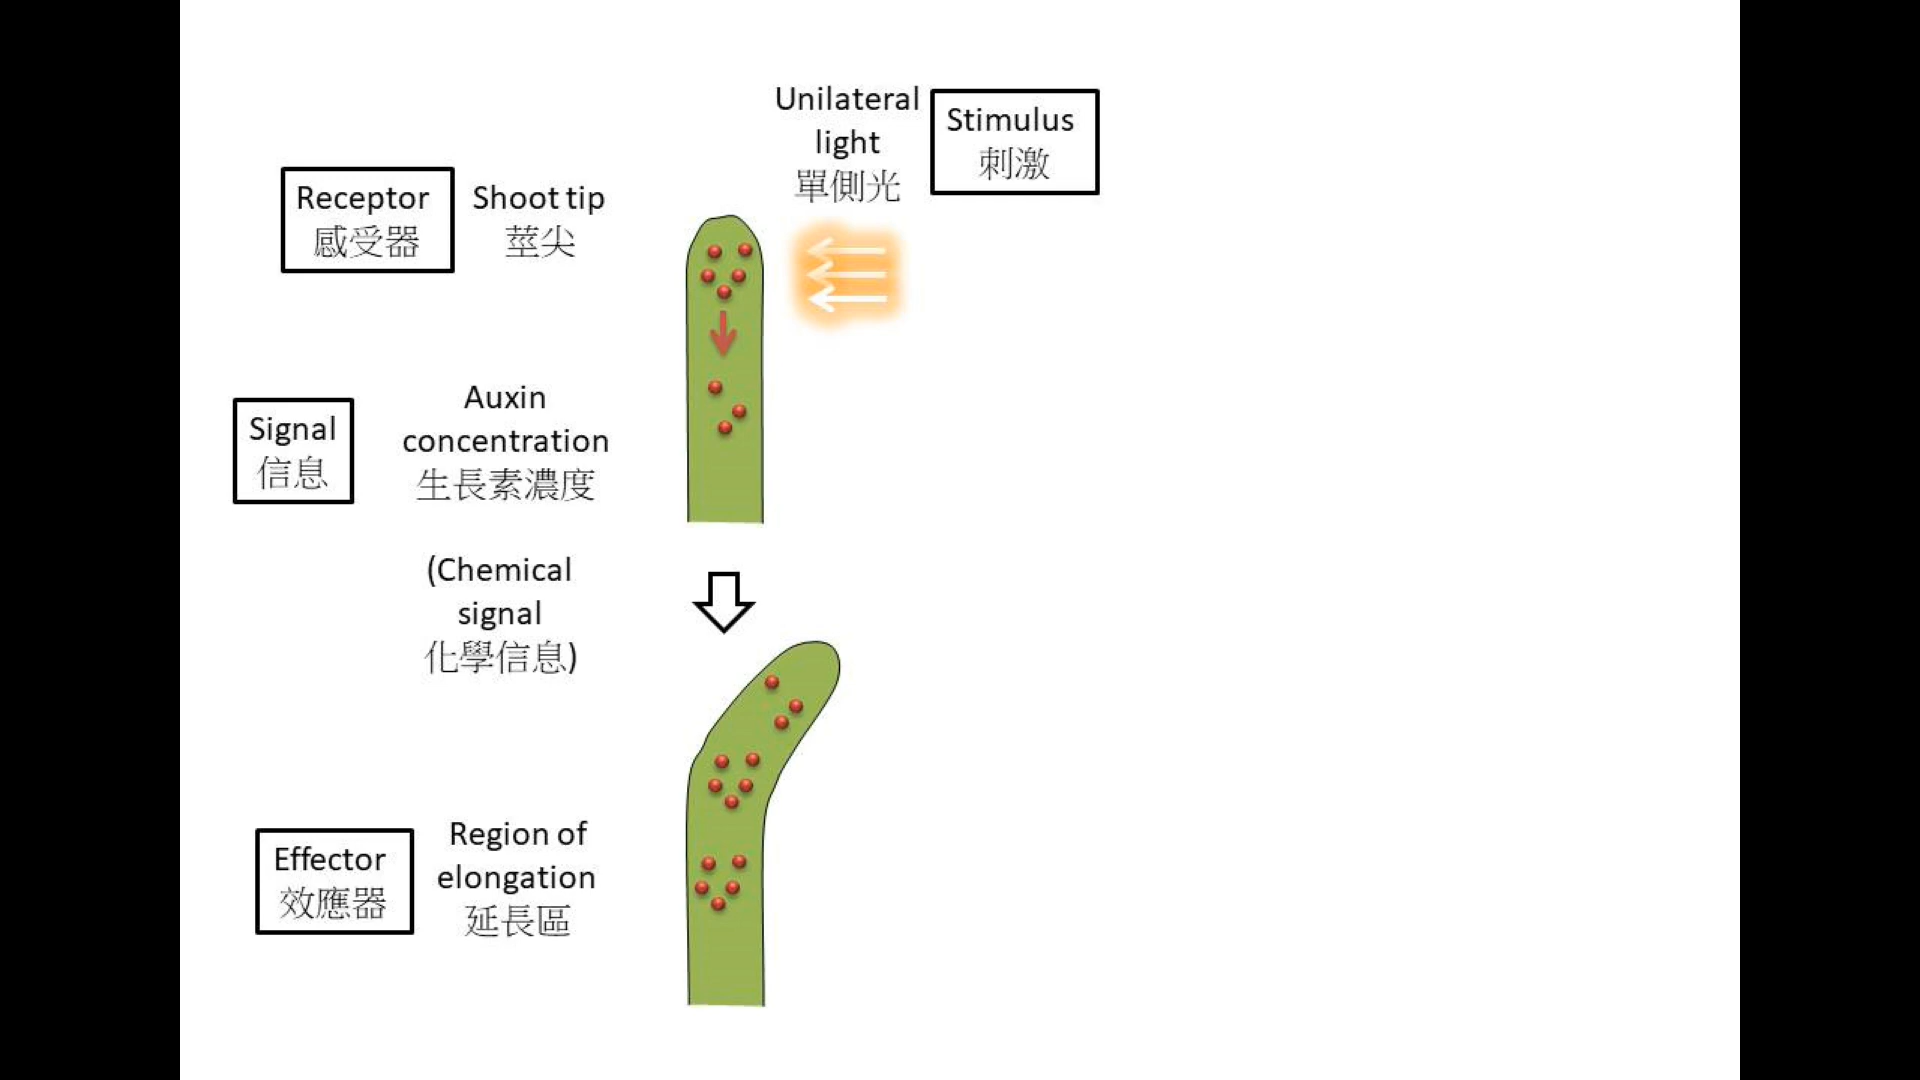 Unilateral
light
單側光
Stimulus
刺激
Receptor
感受器
Shoot tip
莖尖
Signal
信息
Auxin
concentration
生長素濃度
(Chemical
signal
化學信息)
Effector
效應器
Region of
elongation
延長區